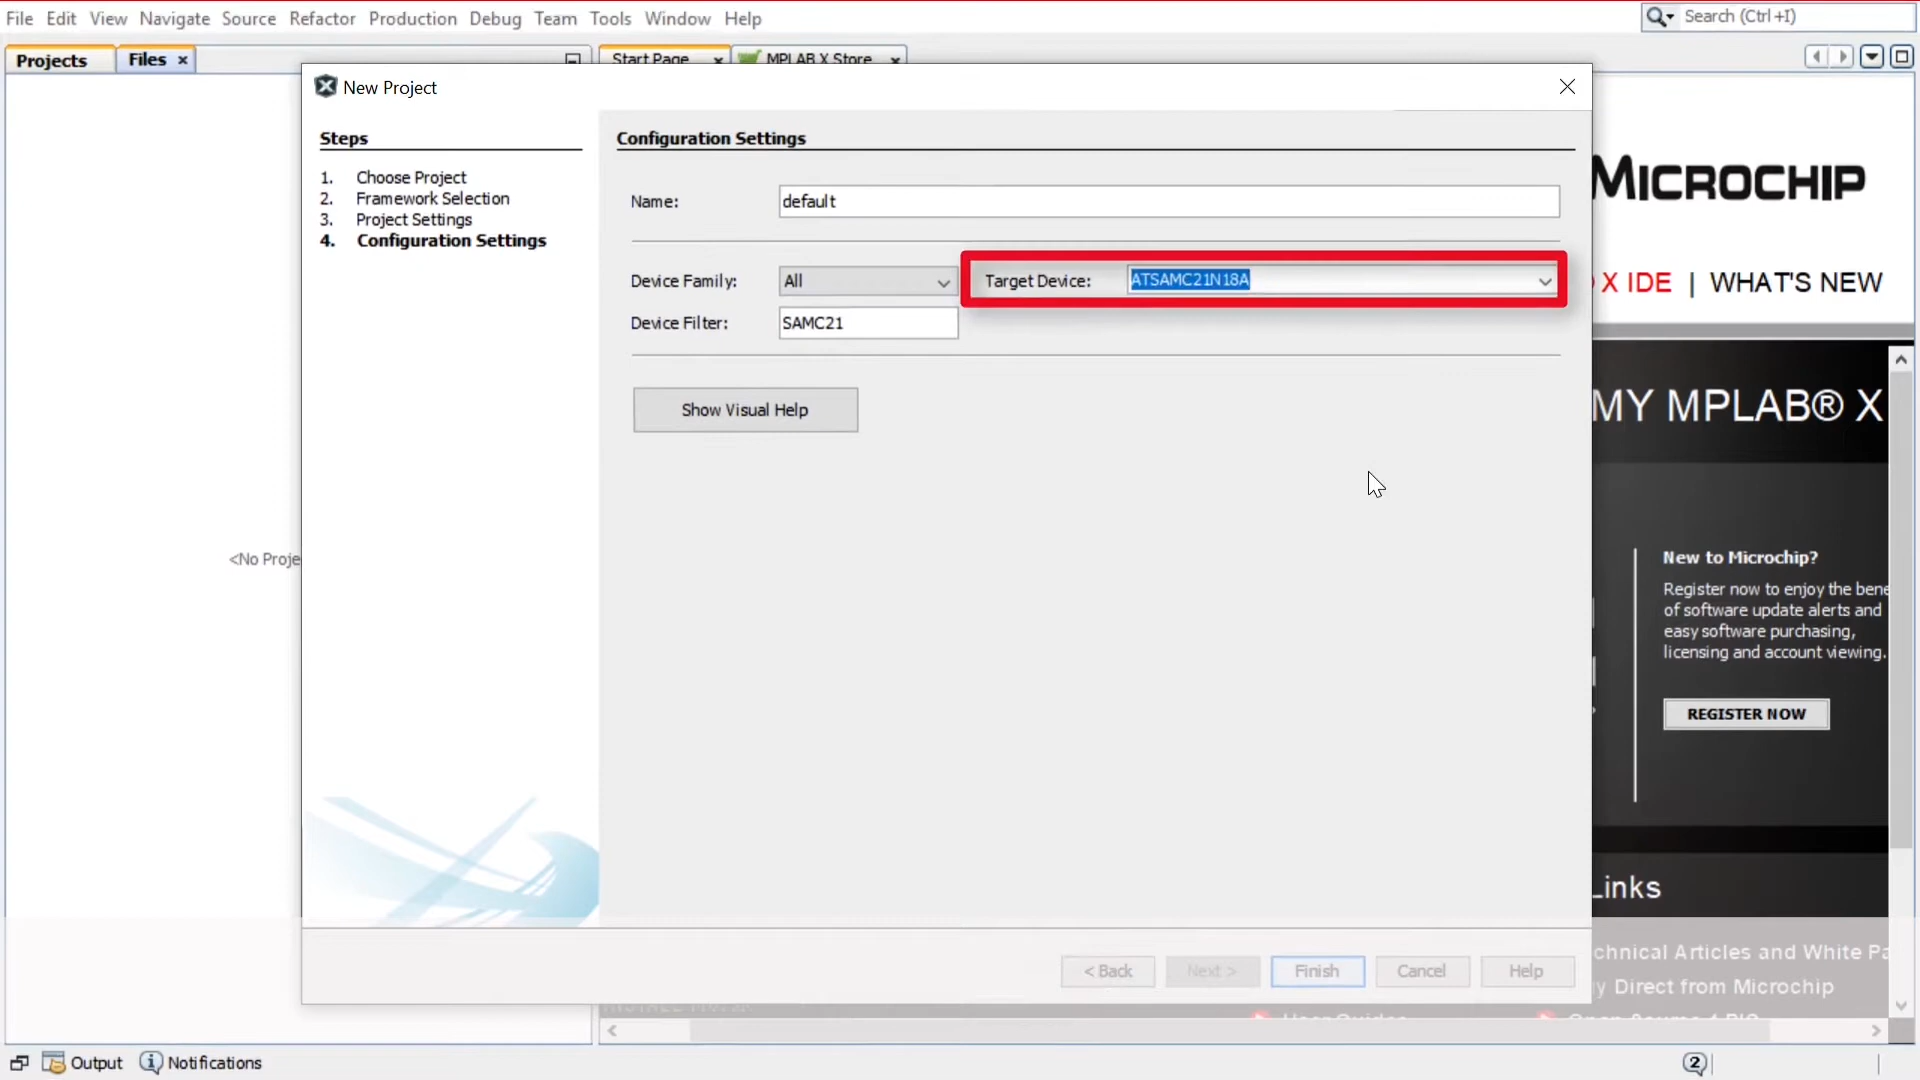 File Edit View Navigate Source Refactor Production Debug Team Tools Window Help
Search (Ctrl+I)
Projects
Files ×
Start Page ×
MPLAB X Store ×
New Project
Steps
1. Choose Project
2. Framework Selection
3. Project Settings
4. Configuration Settings
Configuration Settings
Name: default
Device Family: All
Target Device: ATSAMC21N18A
Device Filter: SAMC21
Show Visual Help
< Back
Next >
Finish
Cancel
Help
<No Proje
MICROCHIP
X IDE | WHAT'S NEW
MY MPLAB® X
New to Microchip?
Register now to enjoy the bene
of software update alerts and
easy software purchasing,
licensing and account viewing.
REGISTER NOW
Links
chnical Articles and White Pa
y Direct from Microchip
Output
Notifications
2